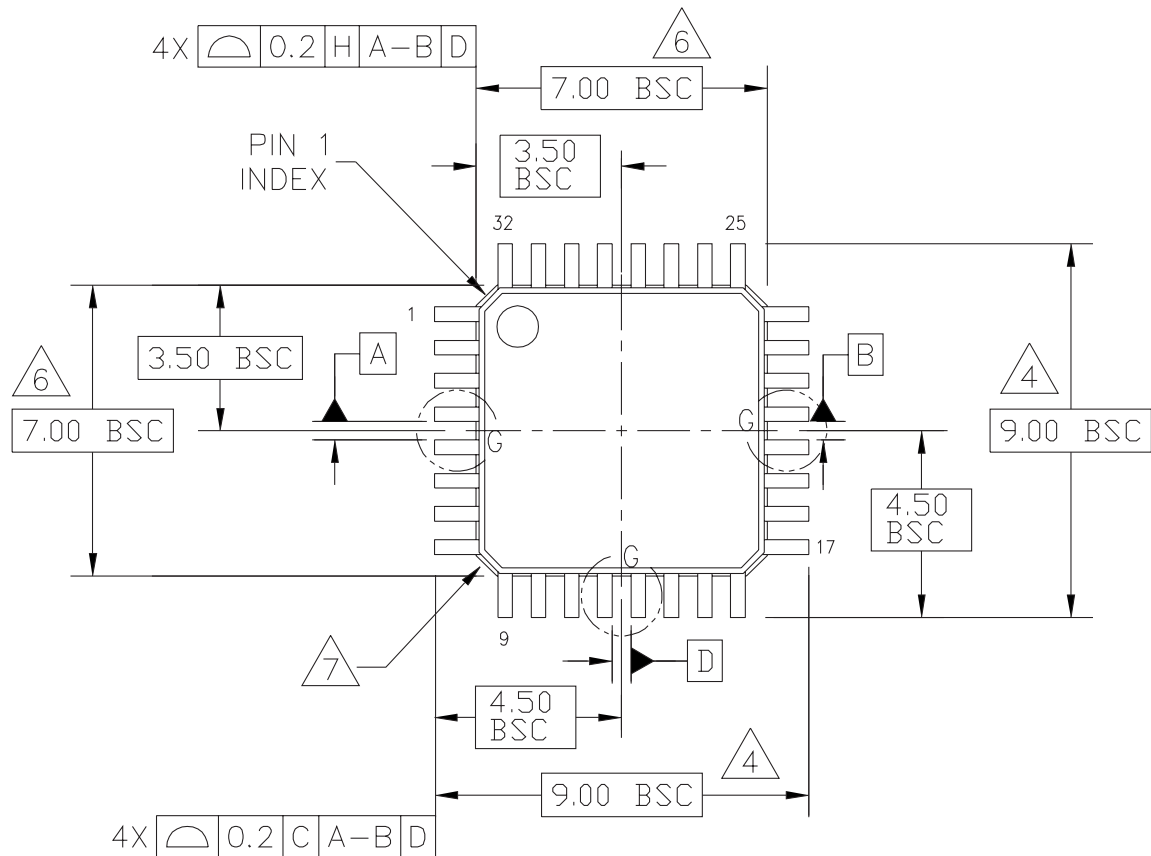 4X 0.2 H A-B D
6
7.00 BSC
3.50
BSC
PIN 1
INDEX
32
25
1
A
B
3.50 BSC
6
7.00 BSC
4
9.00 BSC
G
G
4.50
BSC
17
G
9
7
D
4.50
BSC
4
9.00 BSC
4X 0.2 C A-B D